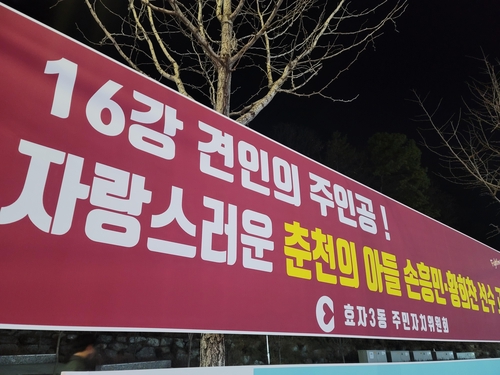 16강 견인의 주인공!
자랑스러운 춘천의 아들 손흥민·황희찬 선수
효자3동 주민자치위원회